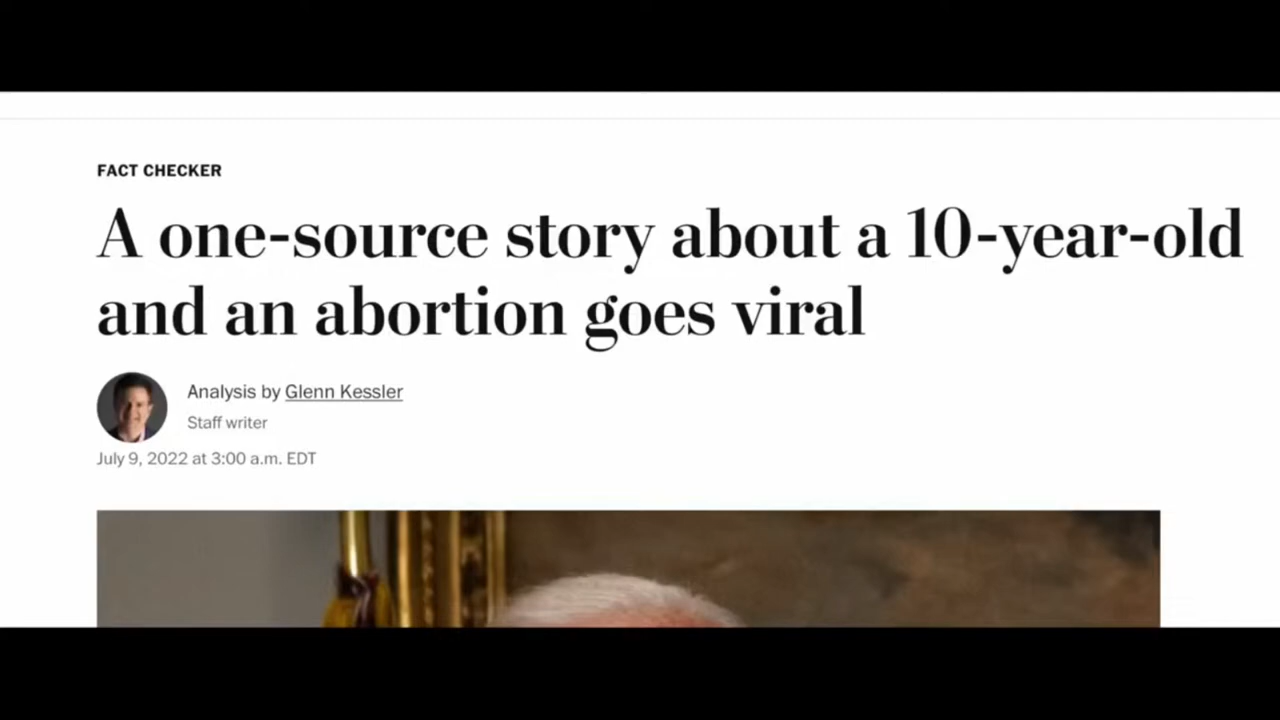 FACT CHECKER
A one-source story about a 10-year-old
and an abortion goes viral
Analysis by Glenn Kessler
Staff writer
July 9, 2022 at 3:00 a.m. EDT